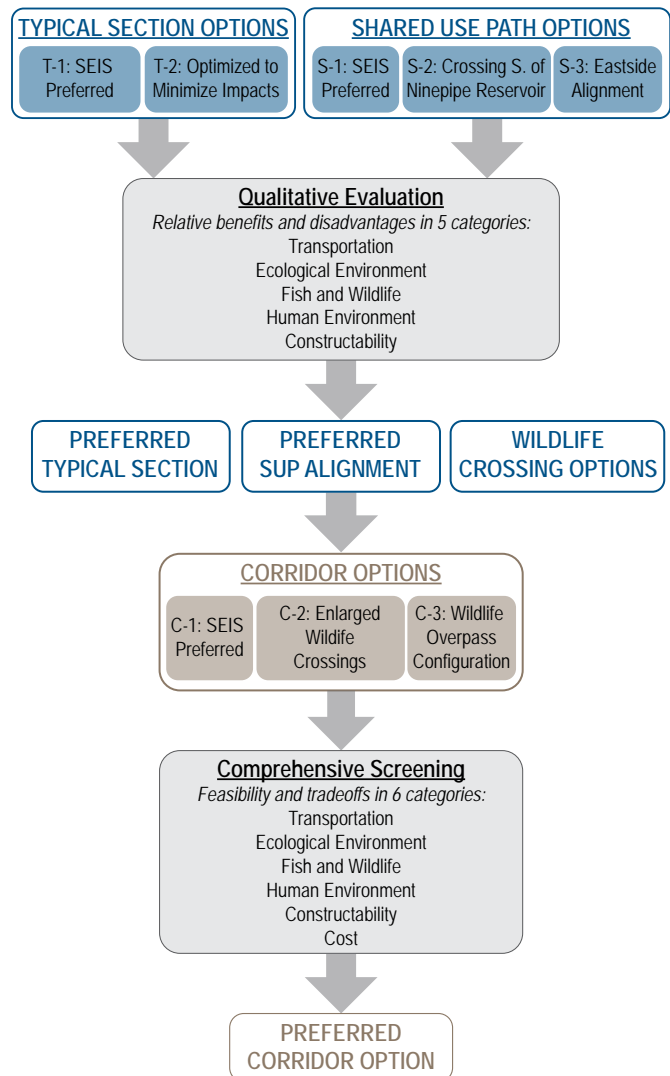 TYPICAL SECTION OPTIONS
T-1: SEIS
Preferred
T-2: Optimized to
Minimize Impacts
SHARED USE PATH OPTIONS
S-1: SEIS
Preferred
S-2: Crossing S. of
Ninepipe Reservoir
S-3: Eastside
Alignment
Qualitative Evaluation
Relative benefits and disadvantages in 5 categories:
Transportation
Ecological Environment
Fish and Wildlife
Human Environment
Constructability
PREFERRED
TYPICAL SECTION
PREFERRED
SUP ALIGNMENT
WILDLIFE
CROSSING OPTIONS
CORRIDOR OPTIONS
C-1: SEIS
Preferred
C-2: Enlarged
Wildife
Crossings
C-3: Wildlife
Overpass
Configuration
Comprehensive Screening
Feasibility and tradeoffs in 6 categories:
Transportation
Ecological Environment
Fish and Wildlife
Human Environment
Constructability
Cost
PREFERRED
CORRIDOR OPTION